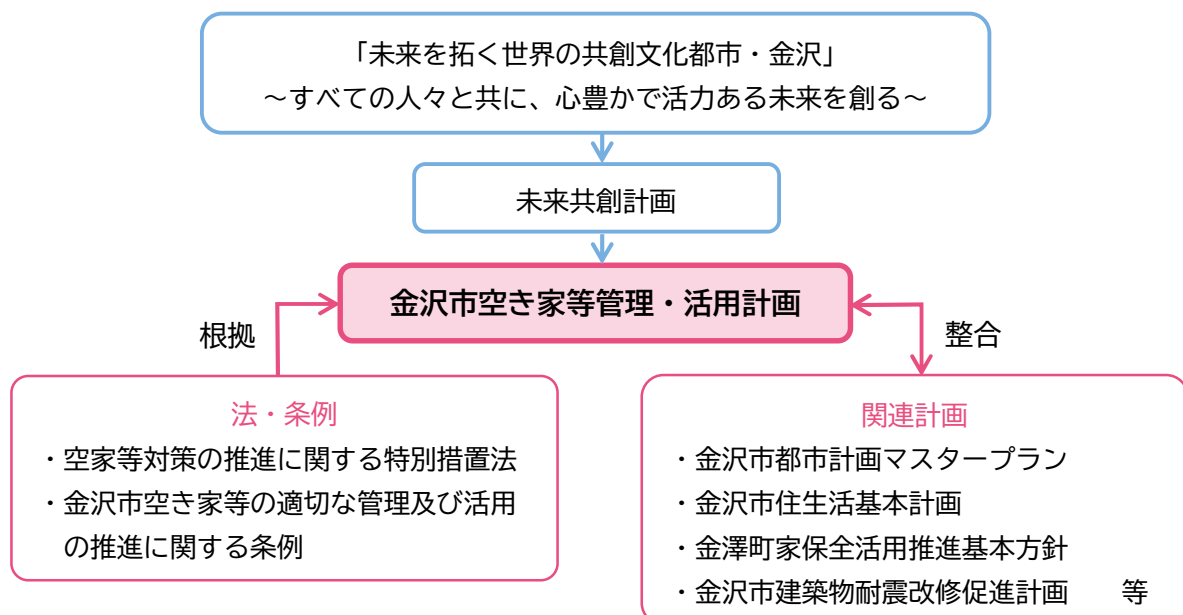 「未来を拓く世界の共創文化都市・金沢」
～すべての人々と共に、心豊かで活力ある未来を創る～
未来共創計画
金沢市空き家等管理・活用計画
根拠
整合
法・条例
・空家等対策の推進に関する特別措置法
・金沢市空き家等の適切な管理及び活用
の推進に関する条例
関連計画
・金沢市都市計画マスタープラン
・金沢市住生活基本計画
・金澤町家保全活用推進基本方針
・金沢市建築物耐震改修促進計画　　等